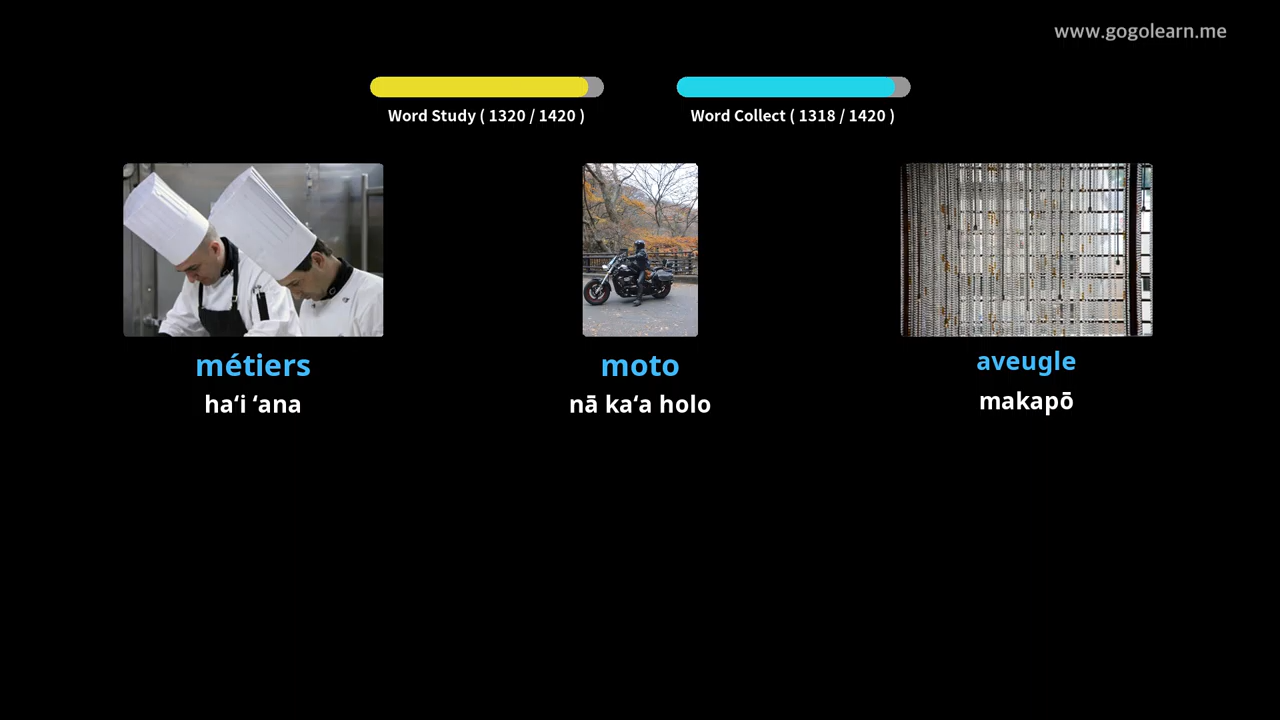 www.gogolearn.me
Word Study ( 1320 / 1420 )
Word Collect ( 1318 / 1420 )
métiers
haʻi ʻana
moto
nā kaʻa holo
aveugle
makapō